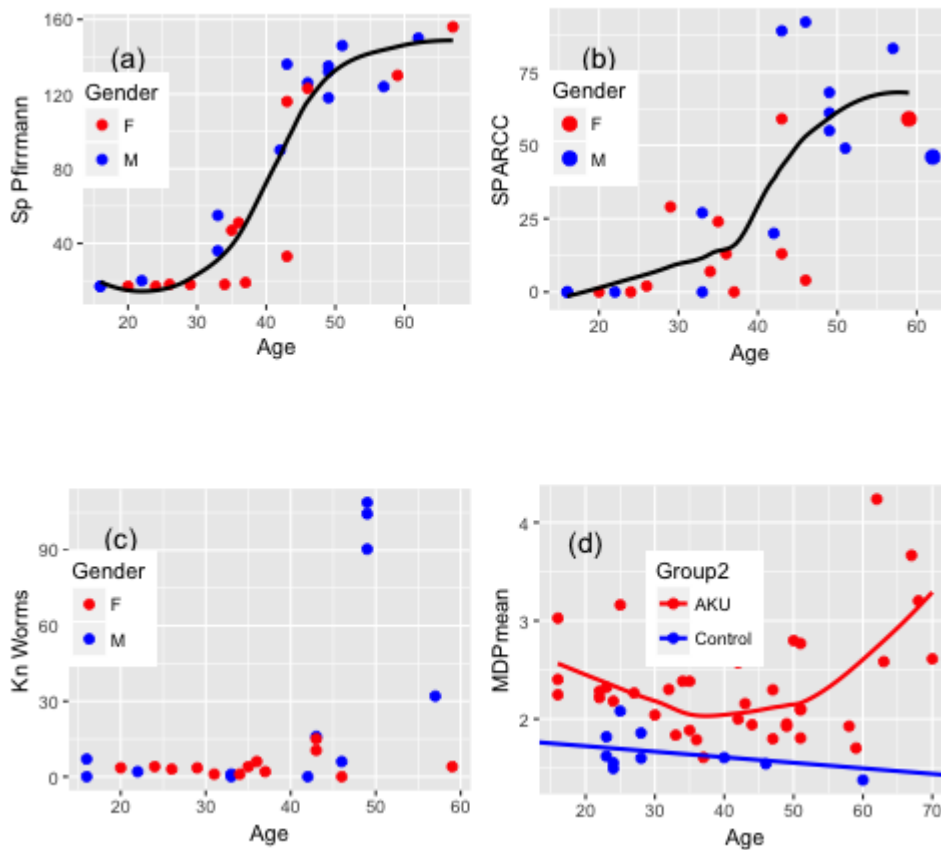 160
120
80
40
Sp Pfirrmann
(a)
Gender
F
M
20 30 40 50 60
Age
75
50
25
0
SPARCC
(b)
Gender
F
M
20 30 40 50 60
Age
90
60
30
0
Kn Worms
(c)
Gender
F
M
20 30 40 50 60
Age
4
3
2
MDPmean
(d)
Group2
AKU
Control
20 30 40 50 60 70
Age